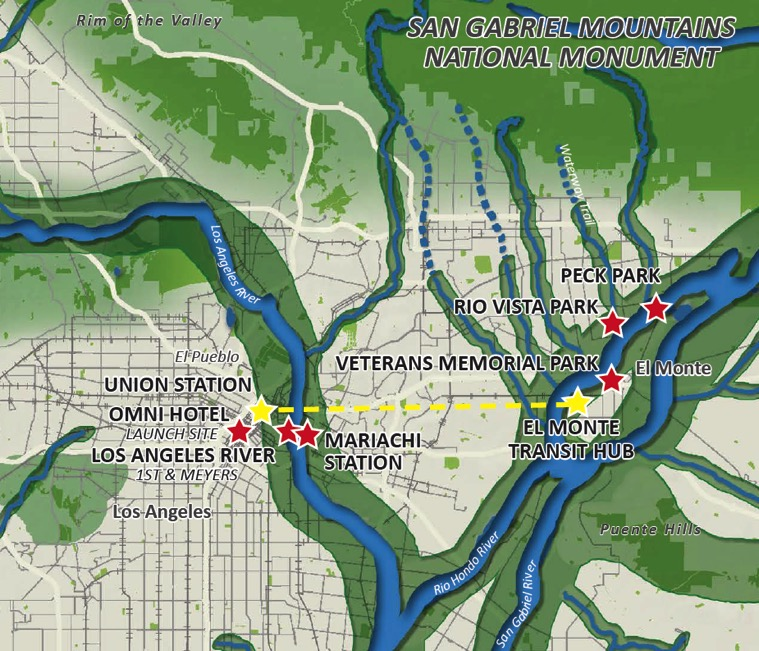 Rim of the Valley
SAN GABRIEL MOUNTAINS
NATIONAL MONUMENT
Waterway Trail
Los Angeles River
PECK PARK
RIO VISTA PARK
El Pueblo
VETERANS MEMORIAL PARK
El Monte
UNION STATION
OMNI HOTEL
LAUNCH SITE
LOS ANGELES RIVER
1ST & MEYERS
MARIACHI
STATION
EL MONTE
TRANSIT HUB
Los Angeles
Puente Hills
Rio Hondo River
San Gabriel River